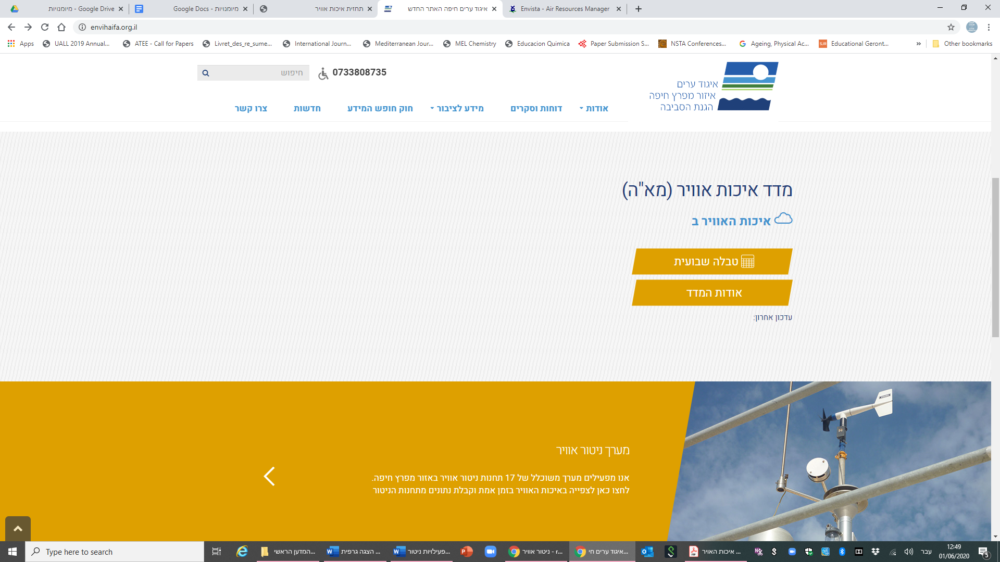 מיומנויות - Google Drive
מיומנויות - Google Docs
תחזית איכות אוויר
איגוד ערים חיפה האתר החדש
Envista - Air Resources Manager
envihaifa.org.il
Apps
UALL 2019 Annual...
ATEE - Call for Papers
Livret_des_re_sume...
International Journ...
Mediterranean Jour...
MEL Chemistry
Educacion Quimica
Paper Submission S...
NSTA Conferences...
Ageing, Physical Ac...
SJR
Educational Geront...
Other bookmarks
איגוד ערים
איזור מפרץ חיפה
הגנת הסביבה
0733808735
חיפוש
אודות
דוחות וסקרים
מידע לציבור
חוק חופש המידע
חדשות
צרו קשר
מדד איכות אוויר (מא"ה)
איכות האוויר ב
טבלה שבועית
אודות המדד
עדכון אחרון:
מערך ניטור אוויר
אנו מפעילים מערך משוכלל של 17 תחנות ניטור אוויר באזור מפרץ חיפה.
לחצו כאן לצפייה באיכות האוויר בזמן אמת וקבלת נתונים מתחנות הניטור
Type here to search
המדען הראשי...
הצגה גרפית ...
פעילויות ניטור...
ניטור אוויר - r...
איגוד ערים חי...
איכות האויר ...
עבר
12:49
01/06/2020
5